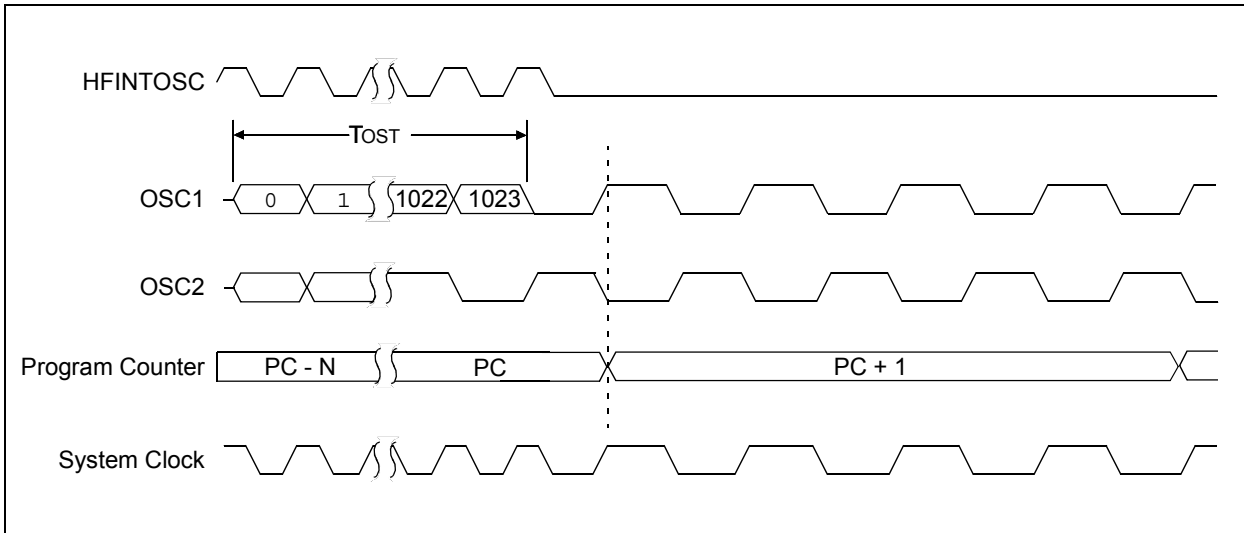 HFINTOSC
TOST
OSC1 0 1 1022 1023
OSC2
Program Counter PC - N PC PC + 1
System Clock